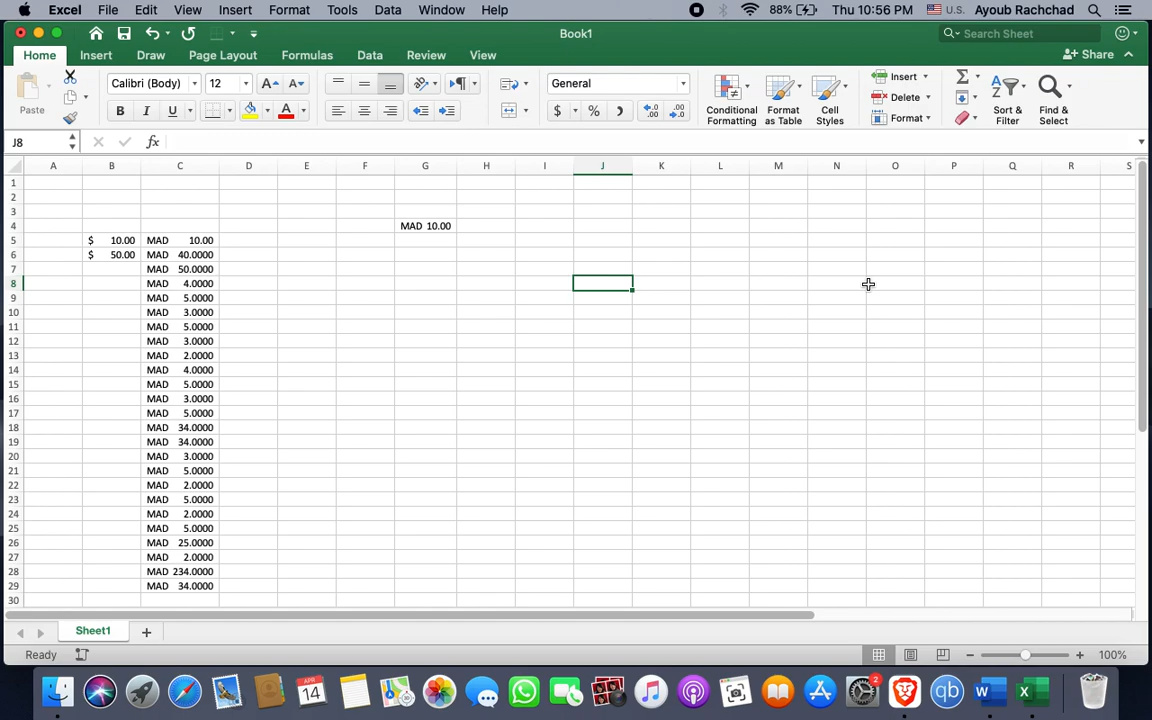 Excel File Edit View Insert Format Tools Data Window Help 88% Thu 10:56 PM U.S. Ayoub Rachchad
Book1 Search Sheet
Home Insert Draw Page Layout Formulas Data Review View Share
Paste Calibri (Body) 12 General Conditional Formatting Format as Table Cell Styles Insert Delete Format Sort & Filter Find & Select
B I U $ %
J8 fx
A B C D E F G H I J K L M N O P Q R S
1
2
3
4 MAD 10.00
5 $ 10.00 MAD 10.00
6 $ 50.00 MAD 40.0000
7 MAD 50.0000
8 MAD 4.0000
9 MAD 5.0000
10 MAD 3.0000
11 MAD 5.0000
12 MAD 3.0000
13 MAD 2.0000
14 MAD 4.0000
15 MAD 5.0000
16 MAD 3.0000
17 MAD 5.0000
18 MAD 34.0000
19 MAD 34.0000
20 MAD 3.0000
21 MAD 5.0000
22 MAD 2.0000
23 MAD 5.0000
24 MAD 2.0000
25 MAD 5.0000
26 MAD 25.0000
27 MAD 2.0000
28 MAD 234.0000
29 MAD 34.0000
30
Sheet1
Ready 100%
APR 14 2 qb W X